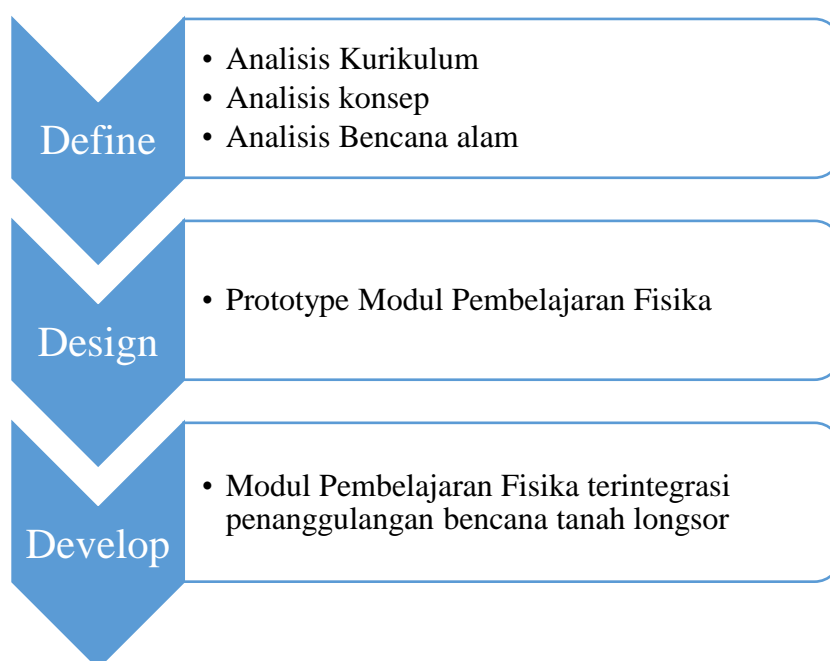 Define
• Analisis Kurikulum
• Analisis konsep
• Analisis Bencana alam
Design
• Prototype Modul Pembelajaran Fisika
Develop
• Modul Pembelajaran Fisika terintegrasi
penanggulangan bencana tanah longsor